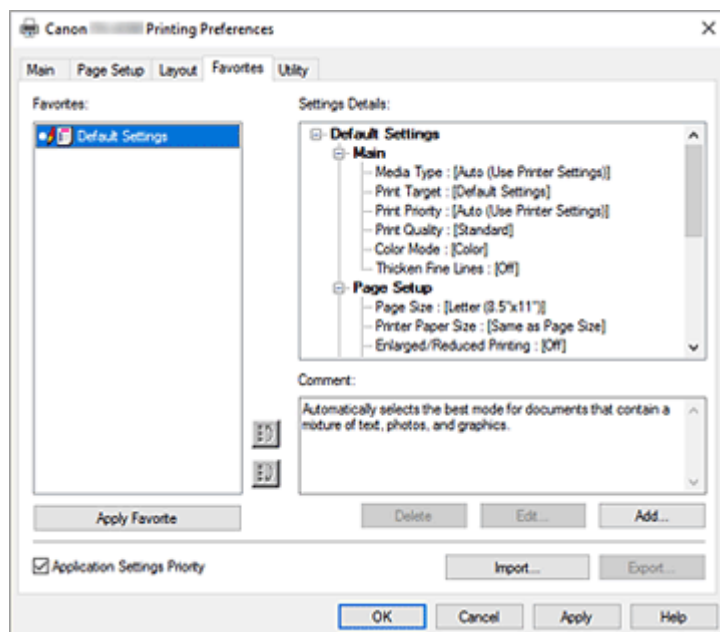 Canon Printing Preferences
Main Page Setup Layout Favorites Utility
Favorites:
Default Settings
Apply Favorite
Settings Details:
Default Settings
Main
Media Type : [Auto (Use Printer Settings)]
Print Target : [Default Settings]
Print Priority : [Auto (Use Printer Settings)]
Print Quality : [Standard]
Color Mode : [Color]
Thicken Fine Lines : [Off]
Page Setup
Page Size : [Letter (8.5"x11")]
Printer Paper Size : [Same as Page Size]
Enlarged/Reduced Printing : [Off]
Comment:
Automatically selects the best mode for documents that contain a
mixture of text, photos, and graphics.
Delete Edit... Add...
Application Settings Priority
Import... Export...
OK Cancel Apply Help